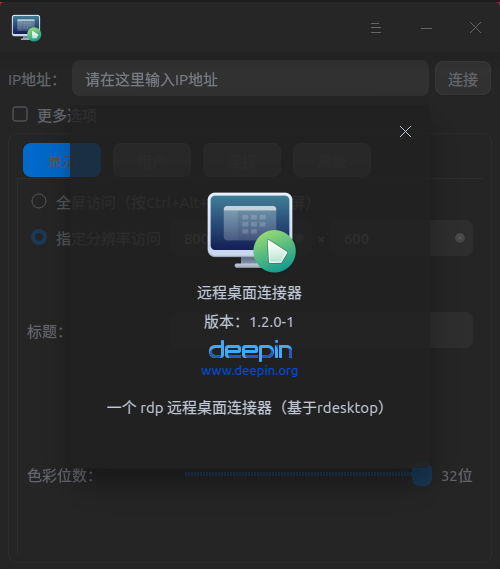 IP地址：
请在这里输入IP地址
连接
更多选项
显示
全屏访问（按Ctrl+Alt+
屏）
指定分辨率访问
800
×
600
远程桌面连接器
版本：1.2.0-1
deepin
www.deepin.org
标题：
一个 rdp 远程桌面连接器（基于rdesktop）
色彩位数：
32位